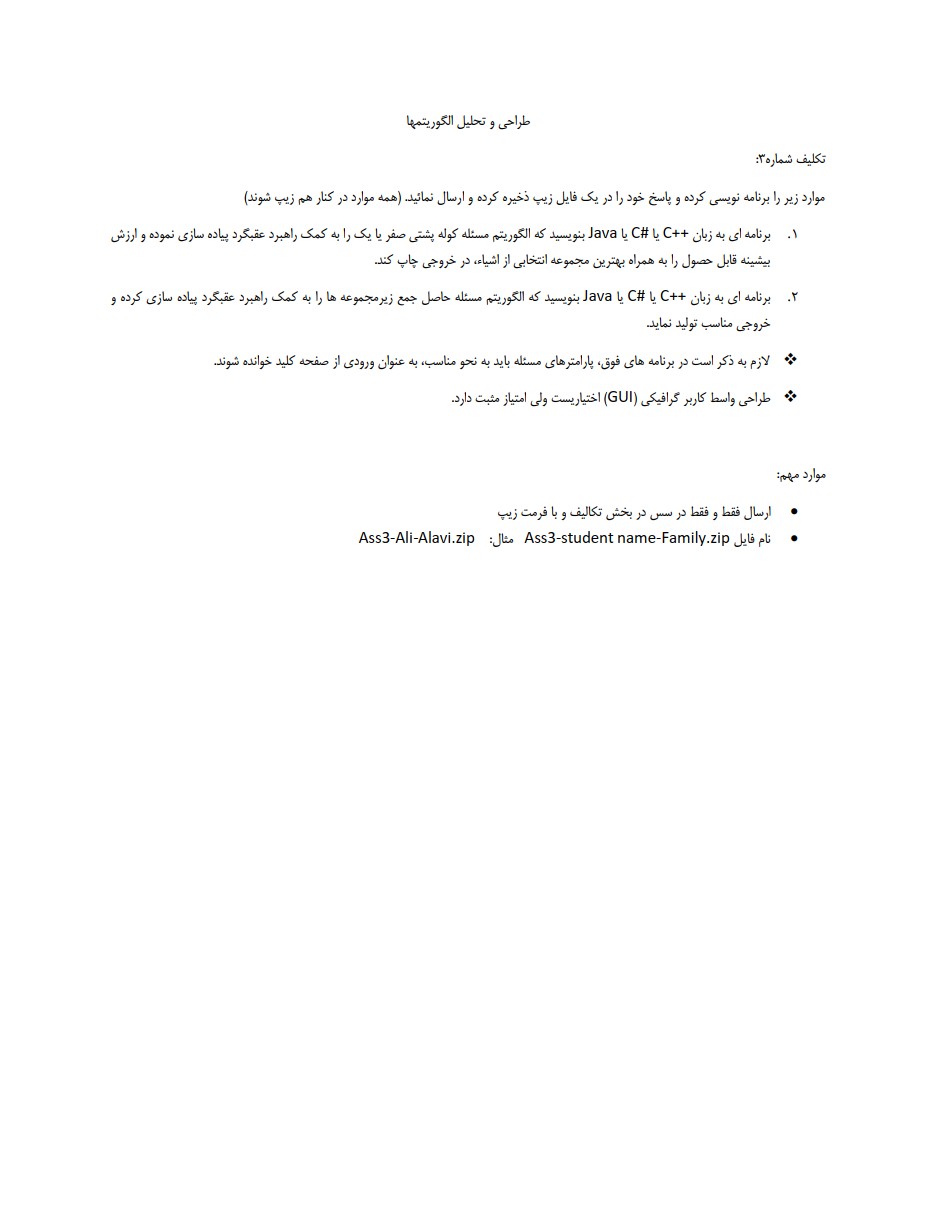 طراحی و تحلیل الگوریتمها
تکلیف شماره۳:
موارد زیر را برنامه نویسی کرده و پاسخ خود را در یک فایل زیپ ذخیره کرده و ارسال نمائید. (همه موارد در کنار هم زیپ شوند)
۱. برنامه ای به زبان C++ یا C# یا Java بنویسید که الگوریتم مسئله کوله پشتی صفر یا یک را به کمک راهبرد عقبگرد پیاده سازی نموده و ارزش
بیشینه قابل حصول را به همراه بهترین مجموعه انتخابی از اشیاء، در خروجی چاپ کند.
۲. برنامه ای به زبان C++ یا C# یا Java بنویسید که الگوریتم مسئله حاصل جمع زیرمجموعه ها را به کمک راهبرد عقبگرد پیاده سازی کرده و
خروجی مناسب تولید نماید.
❖ لازم به ذکر است در برنامه های فوق، پارامترهای مسئله باید به نحو مناسب، به عنوان ورودی از صفحه کلید خوانده شوند.
❖ طراحی واسط کاربر گرافیکی (GUI) اختیاریست ولی امتیاز مثبت دارد.
موارد مهم:
● ارسال فقط و فقط در سس در بخش تکالیف و با فرمت زیپ
● نام فایل Ass3-student name-Family.zip مثال: Ass3-Ali-Alavi.zip